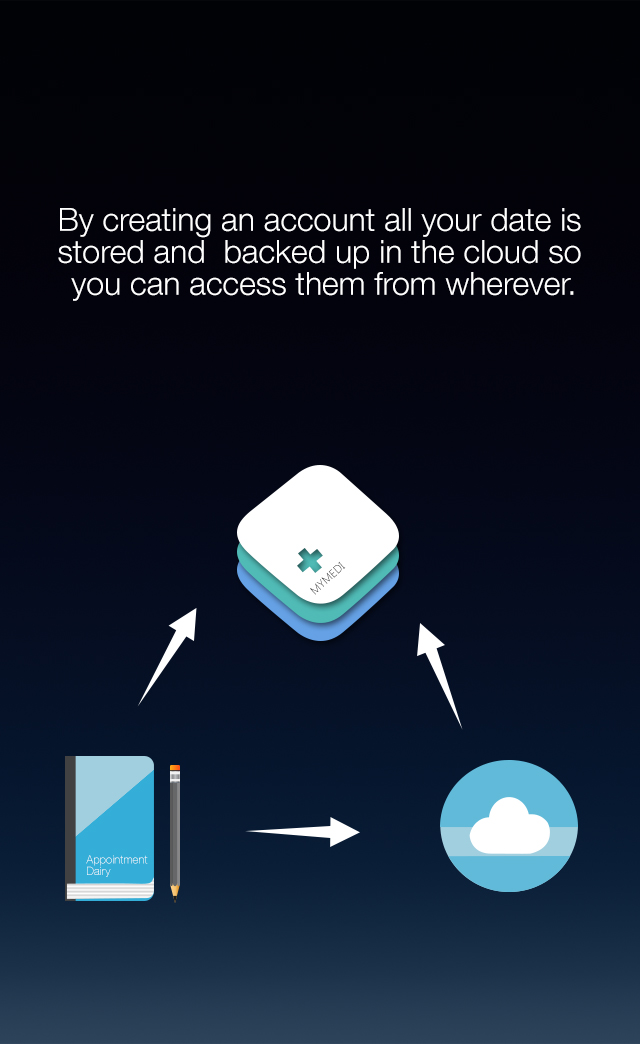 By creating an account all your date is
stored and  backed up in the cloud so
you can access them from wherever.
MYMEDI
Appointment
Dairy